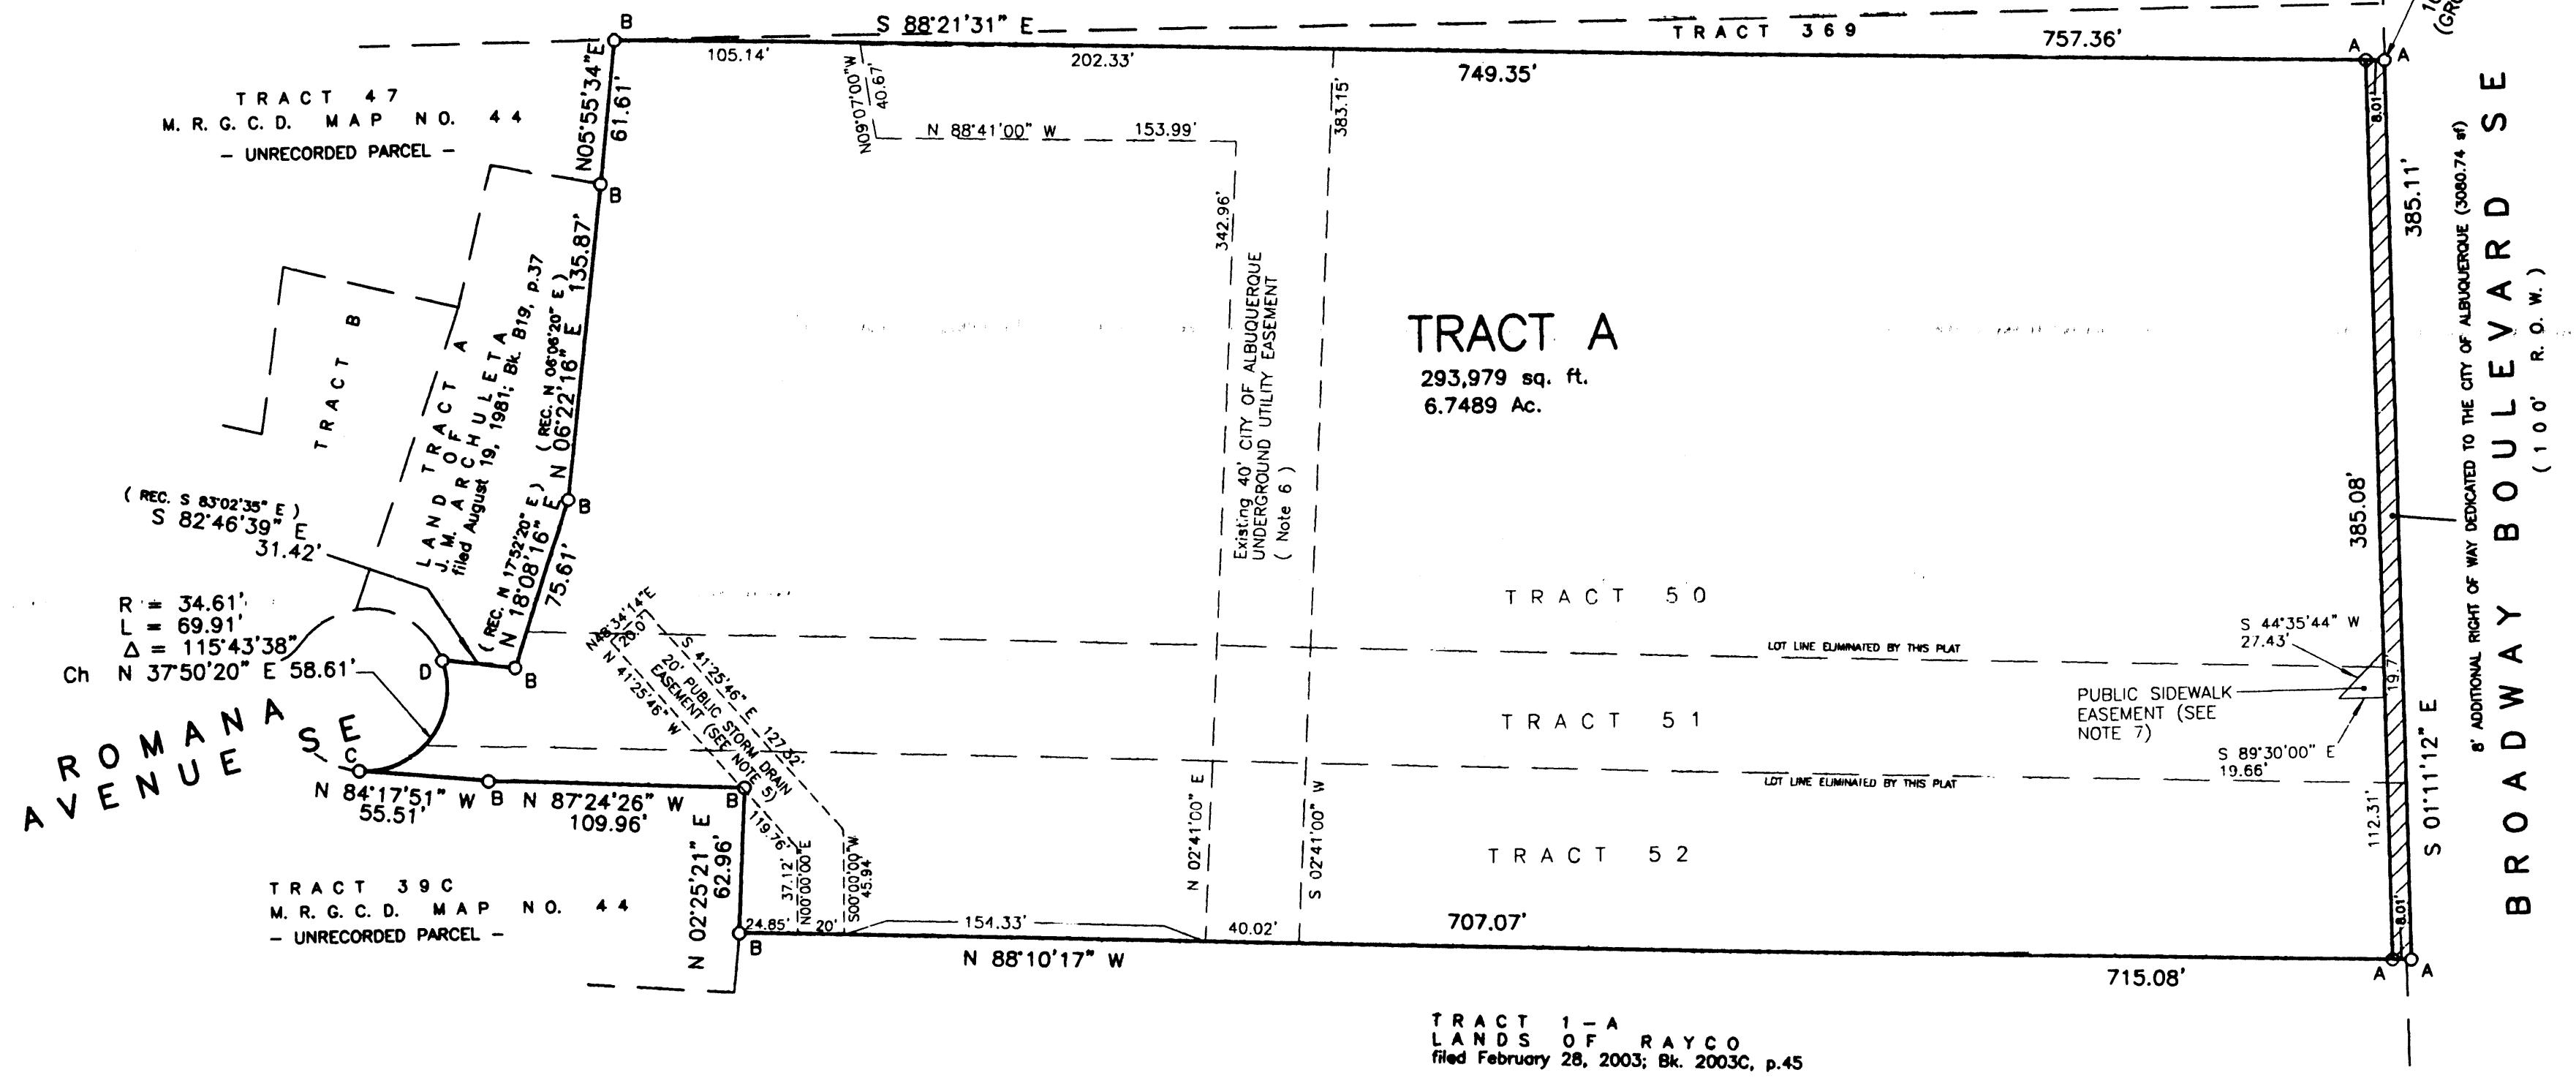 B
S 88°21'31" E
TRACT 369
757.36'
105.14'
202.33'
749.35'
A
A
8.01'
N05°55'34"E
61.61'
TRACT 47
M. R. G. C. D. MAP NO. 44
- UNRECORDED PARCEL -
B
N09°07'00"W
40.67'
N 88°41'00" W 153.99'
383.15'
342.96'
Existing 40' CITY OF ALBUQUERQUE
UNDERGROUND UTILITY EASEMENT
( Note 6 )
TRACT A
293,979 sq. ft.
6.7489 Ac.
385.11'
385.08'
8' ADDITIONAL RIGHT OF WAY DEDICATED TO THE CITY OF ALBUQUERQUE (3080.74 sf)
BROADWAY BOULEVARD SE
( 100' R. O. W. )
S 01°11'12" E
TRACT B
LAND TRACT A
OF
J. M. ARCHULETA
filed August 19, 1981; Bk. B19, p.37
135.87'
( REC. N 06°06'20" E )
N 06°22'16" E
B
( REC. N 17°52'20" E )
N 18°08'16" E
75.61'
( REC. S 83°02'35" E )
S 82°46'39" E
31.42'
R = 34.61'
L = 69.91'
Δ = 115°43'38"
Ch N 37°50'20" E 58.61'
D
B
ROMANA
AVENUE SE
C
N 84°17'51" W
55.51'
B
N 87°24'26" W
109.96'
B
N 02°25'21" E
62.96'
B
N48°34'14"E
20.0'
S 41°25'46" E 127.32'
20' PUBLIC STORM DRAIN
EASEMENT (SEE NOTE 5)
N 41°25'46" W
119.76'
37.12'
N00°00'00"E
S00°00'00"W
45.94'
TRACT 50
LOT LINE ELIMINATED BY THIS PLAT
TRACT 51
LOT LINE ELIMINATED BY THIS PLAT
TRACT 52
S 44°35'44" W
27.43'
PUBLIC SIDEWALK
EASEMENT (SEE
NOTE 7)
19.7'
S 89°30'00" E
19.66'
112.31'
N 02°41'00" E
S 02°41'00" W
TRACT 39C
M. R. G. C. D. MAP NO. 44
- UNRECORDED PARCEL -
24.85'
20'
154.33'
40.02'
707.07'
8.01'
N 88°10'17" W
715.08'
A
A
TRACT 1-A
LANDS OF RAYCO
filed February 28, 2003; Bk. 2003C, p.45